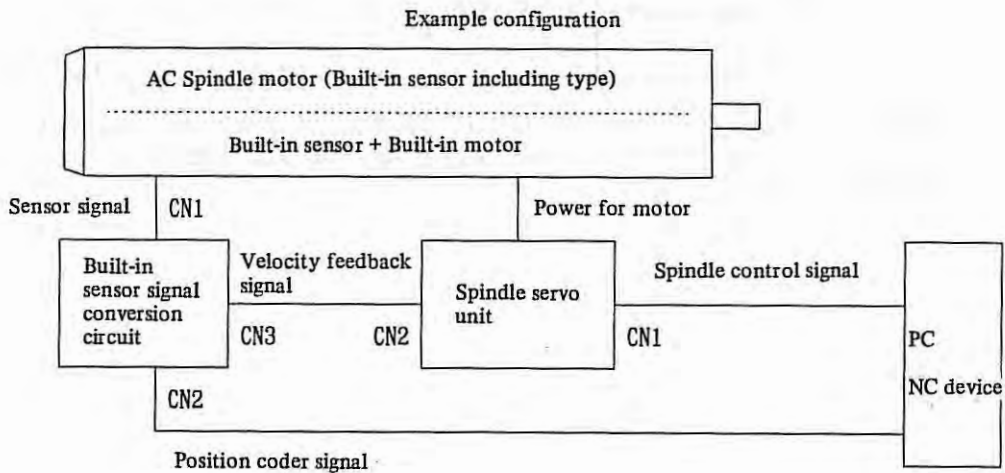 Example configuration
AC Spindle motor (Built-in sensor including type)
Built-in sensor + Built-in motor
Sensor signal
CN1
Power for motor
Built-in
sensor signal
conversion
circuit
Velocity feedback
signal
CN3
CN2
Spindle servo
unit
Spindle control signal
CN1
PC
NC device
CN2
Position coder signal